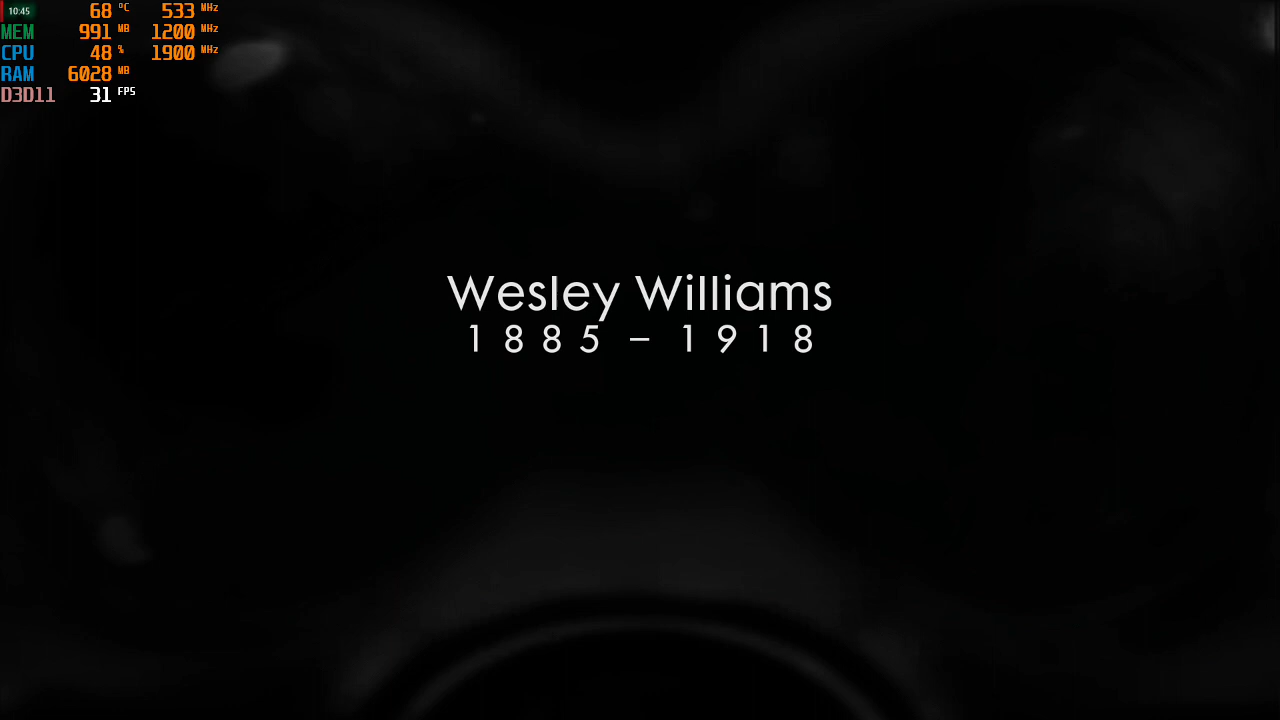 10:45 68 °C 533 MHz
MEM 991 MB 1200 MHz
CPU 48 % 1900 MHz
RAM 6028 MB
D3D11 31 FPS
Wesley Williams
1885 – 1918